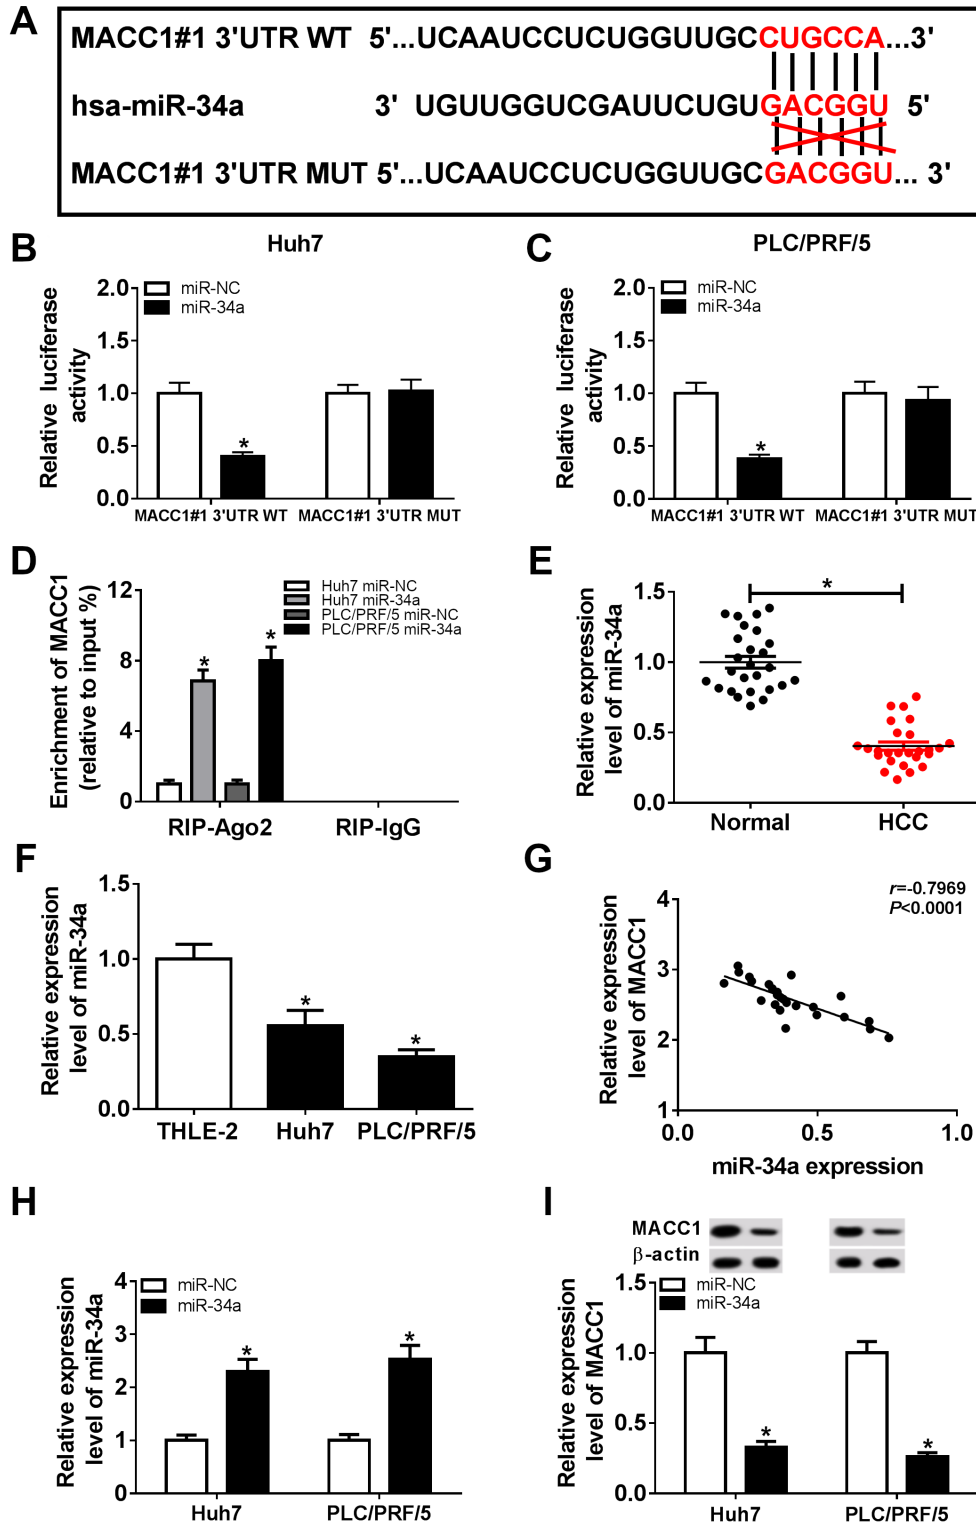 A
MACC1#1 3'UTR WT 5'...UCAAUCCUCUGGUUGCCUGCCA...3'
hsa-miR-34a 3' UGUUGGUCGAUUCUGUGACGGU 5'
MACC1#1 3'UTR MUT 5'...UCAAUCCUCUGGUUGCGACGGU... 3'
B
Huh7
miR-NC
miR-34a
Relative luciferase
activity
2.0
1.5
1.0
0.5
0.0
*
MACC1#1 3'UTR WT MACC1#1 3'UTR MUT
C
PLC/PRF/5
miR-NC
miR-34a
Relative luciferase
activity
2.0
1.5
1.0
0.5
0.0
*
MACC1#1 3'UTR WT MACC1#1 3'UTR MUT
D
Enrichment of MACC1
(relative to input %)
12
8
4
0
Huh7 miR-NC
Huh7 miR-34a
PLC/PRF/5 miR-NC
PLC/PRF/5 miR-34a
* *
RIP-Ago2 RIP-IgG
E
Relative expression
level of miR-34a
1.5
1.0
0.5
0.0
*
Normal HCC
F
Relative expression
level of miR-34a
1.5
1.0
0.5
0.0
* *
THLE-2 Huh7 PLC/PRF/5
G
Relative expression
level of MACC1
4
3
2
1
r=-0.7969
P<0.0001
0.0 0.5 1.0
miR-34a expression
H
Relative expression
level of miR-34a
4
3
2
1
0
miR-NC
miR-34a
* *
Huh7 PLC/PRF/5
I
MACC1
β-actin
Relative expression
level of MACC1
1.5
1.0
0.5
0.0
miR-NC
miR-34a
* *
Huh7 PLC/PRF/5